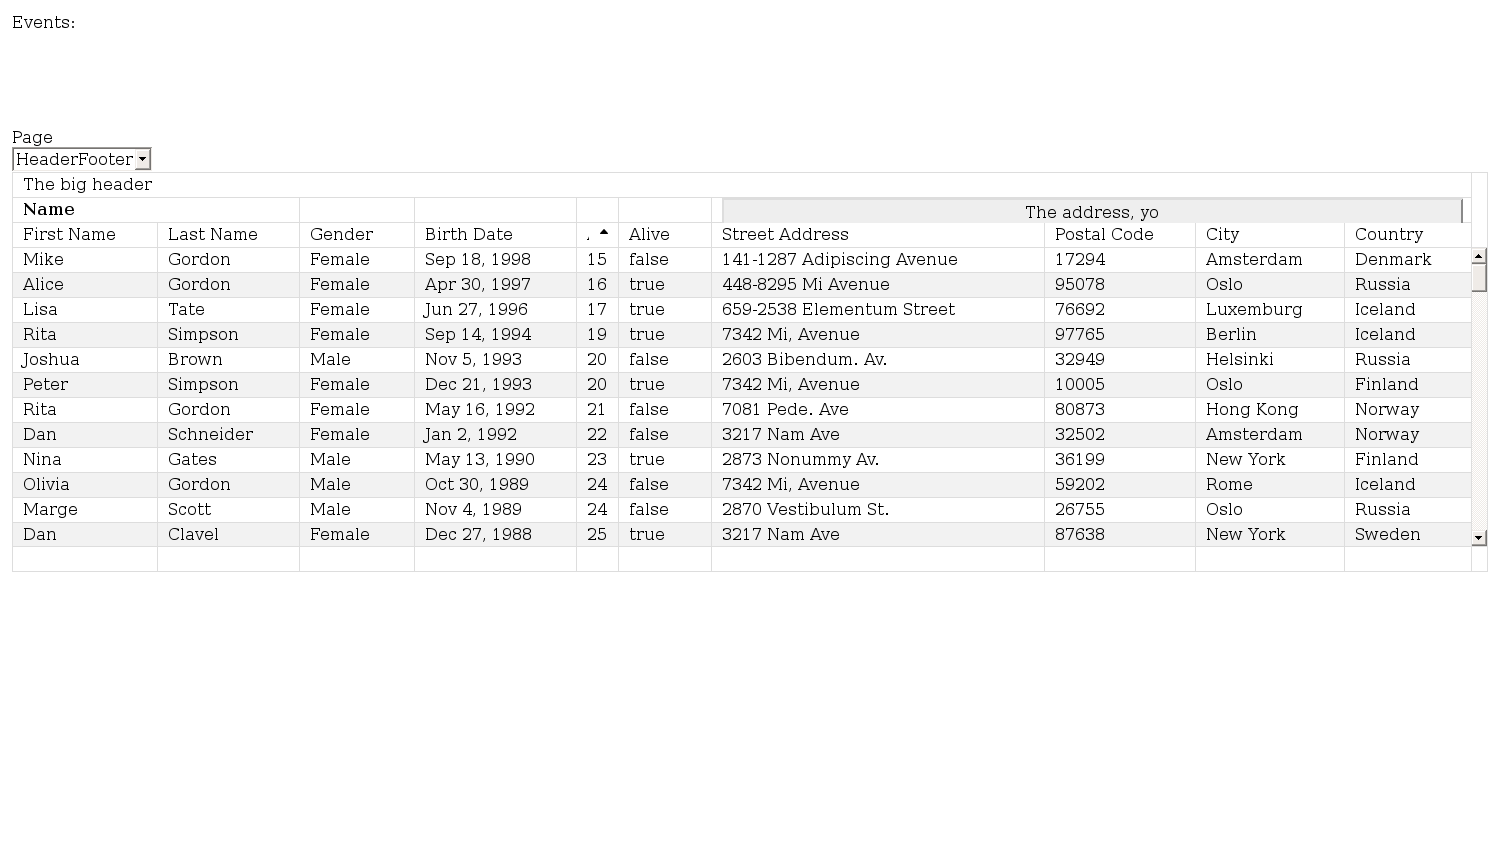 Events:
Page
HeaderFooter
The big header
Name The address, yo
First Name Last Name Gender Birth Date Alive Street Address Postal Code City Country
Mike Gordon Female Sep 18, 1998 15 false 141-1287 Adipiscing Avenue 17294 Amsterdam Denmark
Alice Gordon Female Apr 30, 1997 16 true 448-8295 Mi Avenue 95078 Oslo Russia
Lisa Tate Female Jun 27, 1996 17 true 659-2538 Elementum Street 76692 Luxemburg Iceland
Rita Simpson Female Sep 14, 1994 19 true 7342 Mi, Avenue 97765 Berlin Iceland
Joshua Brown Male Nov 5, 1993 20 false 2603 Bibendum. Av. 32949 Helsinki Russia
Peter Simpson Female Dec 21, 1993 20 true 7342 Mi, Avenue 10005 Oslo Finland
Rita Gordon Female May 16, 1992 21 false 7081 Pede. Ave 80873 Hong Kong Norway
Dan Schneider Female Jan 2, 1992 22 false 3217 Nam Ave 32502 Amsterdam Norway
Nina Gates Male May 13, 1990 23 true 2873 Nonummy Av. 36199 New York Finland
Olivia Gordon Male Oct 30, 1989 24 false 7342 Mi, Avenue 59202 Rome Iceland
Marge Scott Male Nov 4, 1989 24 false 2870 Vestibulum St. 26755 Oslo Russia
Dan Clavel Female Dec 27, 1988 25 true 3217 Nam Ave 87638 New York Sweden